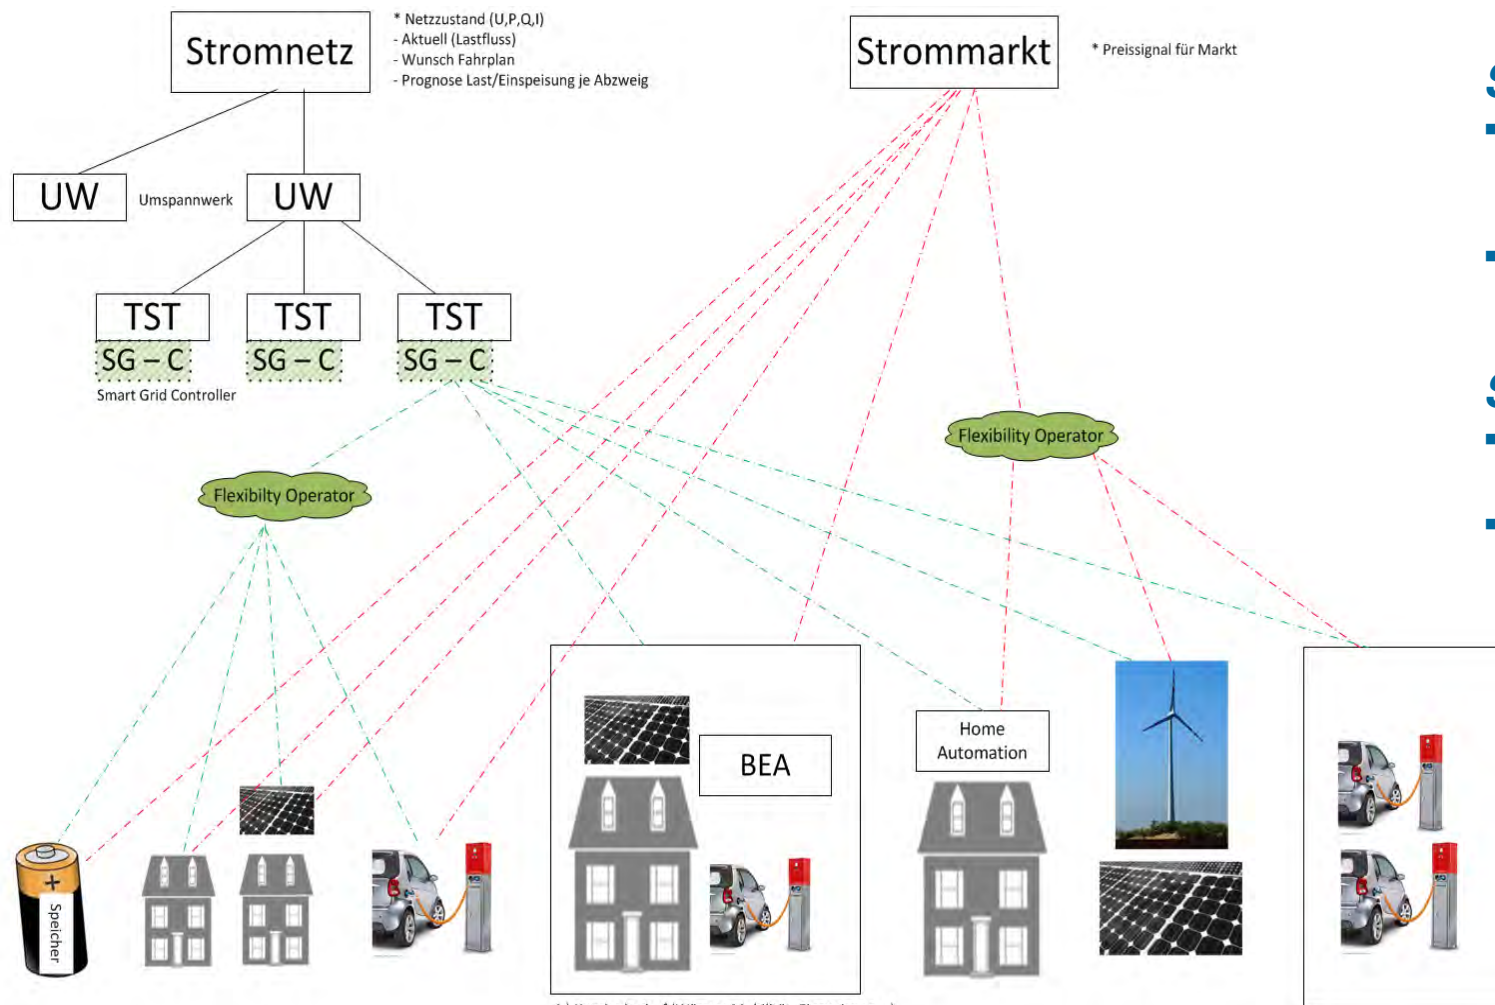 Stromnetz
* Netzzustand (U,P,Q,I)
- Aktuell (Lastfluss)
- Wunsch Fahrplan
- Prognose Last/Einspeisung je Abzweig
Strommarkt
* Preissignal für Markt
UW
Umspannwerk
UW
TST
TST
TST
SG – C
SG – C
SG – C
Smart Grid Controller
Flexibility Operator
Flexibilty Operator
Home
Automation
BEA
+
Speicher